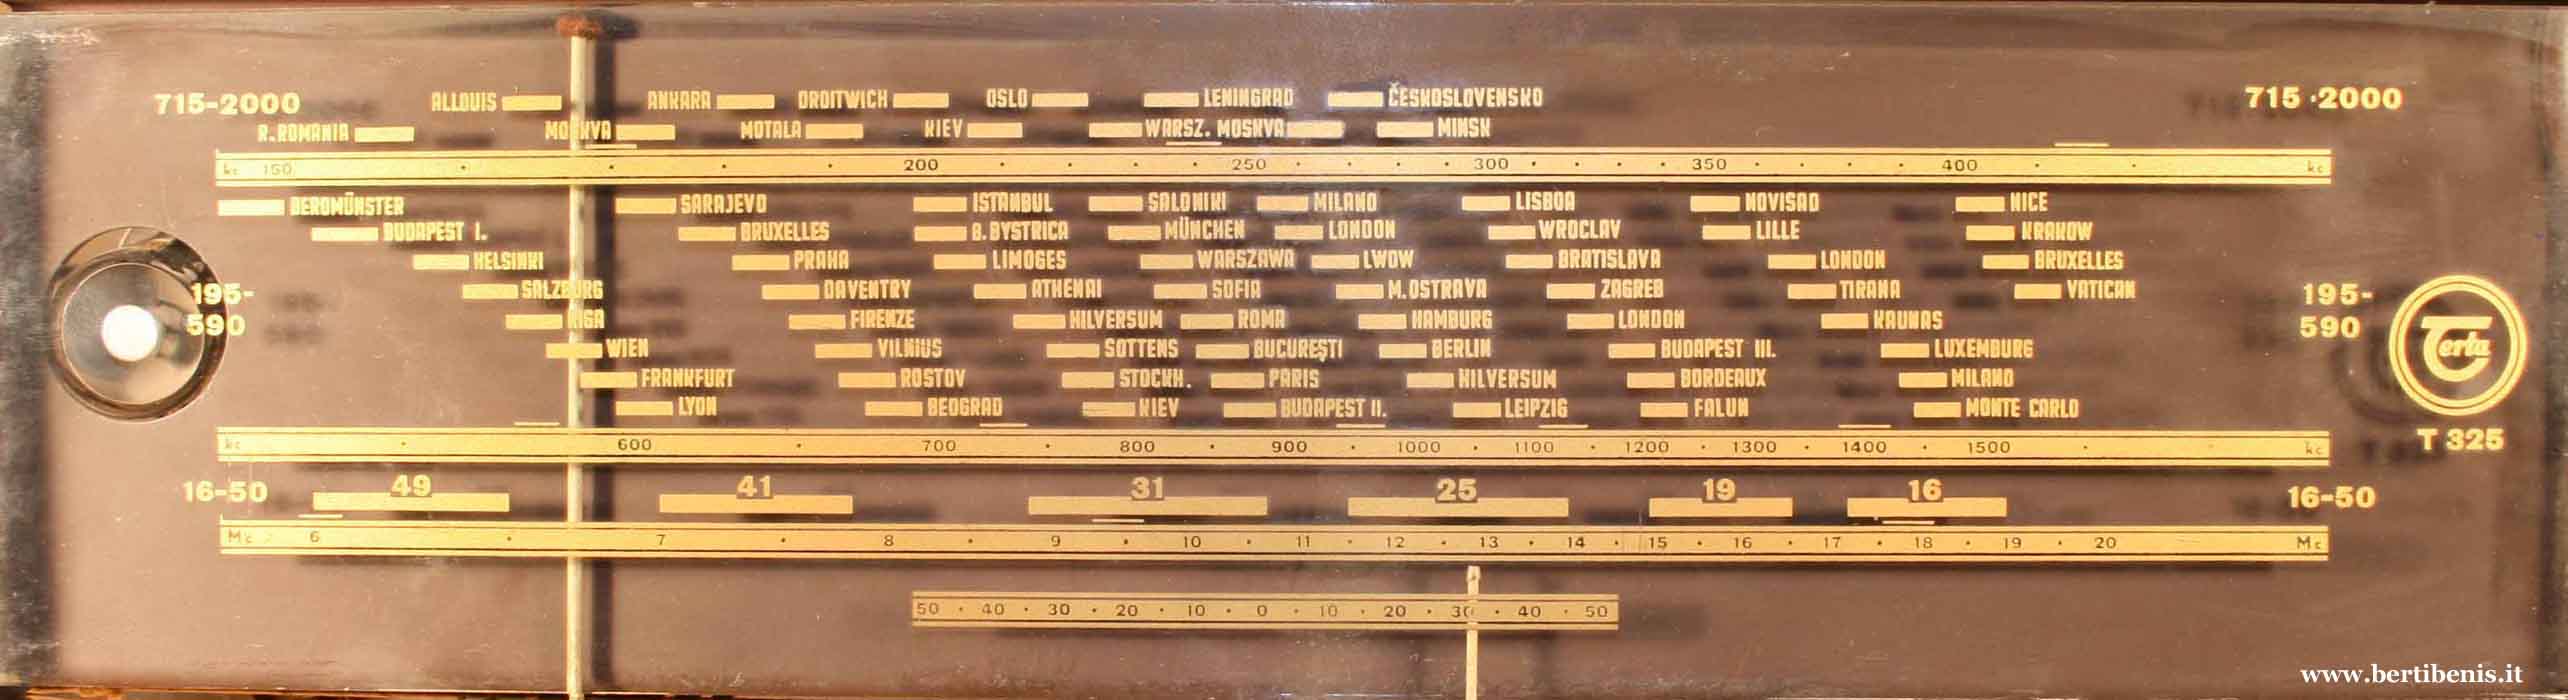 ALLOUIS ANKARA DROITWICH OSLO LENINGRAD ČESKOSLOVENSKO
715-2000 715-2000
R.ROMANIA MOSKVA MOTALA KIEV WARSZ. MOSKVA MINSK
kc 150 200 250 300 350 400 kc
BEROMÜNSTER SARAJEVO ISTANBUL SALONIKI MILANO LISBOA NOVISAD NICE
BUDAPEST I. BRUXELLES B.BYSTRICA MÜNCHEN LONDON WROCLAV LILLE KRAKOW
HELSINKI PRAHA LIMOGES WARSZAWA LWOW BRATISLAVA LONDON BRUXELLES
195- SALZBURG DAVENTRY ATHENAI SOFIA M.OSTRAVA ZAGREB TIRANA VATICAN 195-
590 RIGA FIRENZE HILVERSUM ROMA HAMBURG LONDON KAUNAS 590
WIEN VILNIUS SOTTENS BUCUREŞTI BERLIN BUDAPEST III. LUXEMBURG Terta
FRANKFURT ROSTOV STOCKH. PARIS HILVERSUM BORDEAUX MILANO
LYON BEOGRAD KIEV BUDAPEST II. LEIPZIG FALUN MONTE CARLO
kc 600 700 800 900 1000 1100 1200 1300 1400 1500 kc
T 325
16-50 49 41 31 25 19 16 16-50
Mc 6 7 8 9 10 11 12 13 14 15 16 17 18 19 20 Mc
50 40 30 20 10 0 10 20 30 40 50
www.bertibenis.it